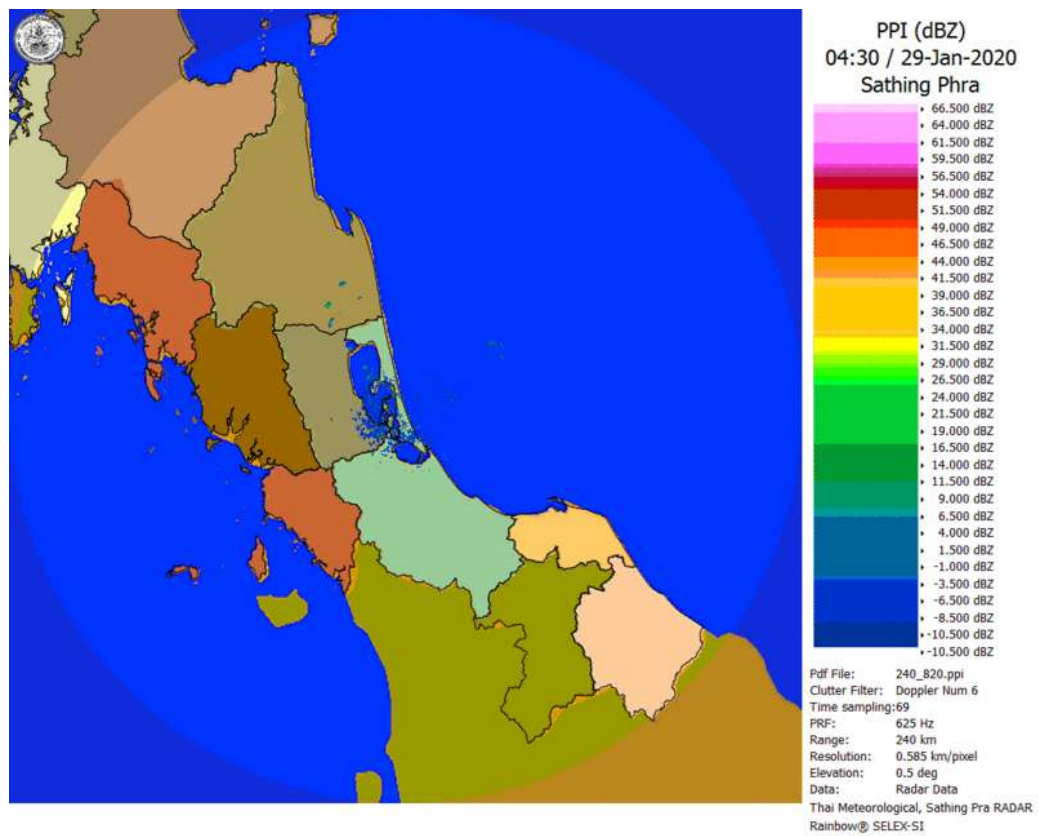 PPI (dBZ)
04:30 / 29-Jan-2020
Sathing Phra
66.500 dBZ
64.000 dBZ
61.500 dBZ
59.500 dBZ
56.500 dBZ
54.000 dBZ
51.500 dBZ
49.000 dBZ
46.500 dBZ
44.000 dBZ
41.500 dBZ
39.000 dBZ
36.500 dBZ
34.000 dBZ
31.500 dBZ
29.000 dBZ
26.500 dBZ
24.000 dBZ
21.500 dBZ
19.000 dBZ
16.500 dBZ
14.000 dBZ
11.500 dBZ
9.000 dBZ
6.500 dBZ
4.000 dBZ
1.500 dBZ
-1.000 dBZ
-3.500 dBZ
-6.500 dBZ
-8.500 dBZ
-10.500 dBZ
-10.500 dBZ
Pdf File: 240_820.ppi
Clutter Filter: Doppler Num 6
Time sampling:69
PRF: 625 Hz
Range: 240 km
Resolution: 0.585 km/pixel
Elevation: 0.5 deg
Data: Radar Data
Thai Meteorological, Sathing Pra RADAR
Rainbow® SELEX-SI